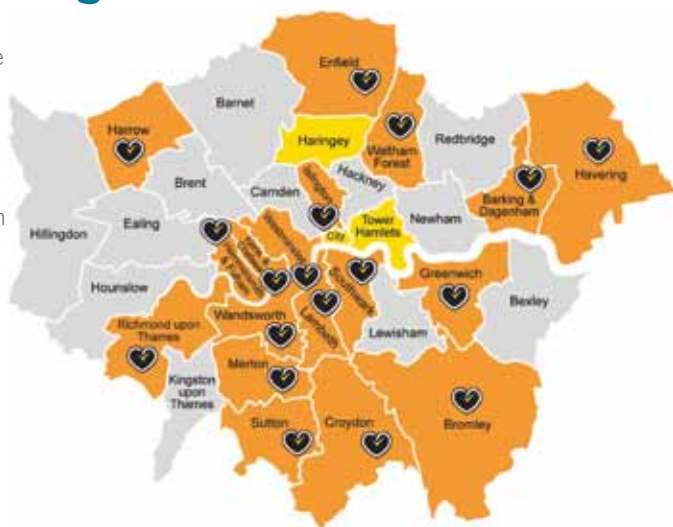 Enfield
Barnet
Harrow
Haringey
Waltham
Forest
Redbridge
Havering
Brent
Camden
Islington
Hackney
Barking &
Dagenham
Hillingdon
Ealing
Westminster
City
Tower
Hamlets
Newham
Hounslow
Southwark
Greenwich
Bexley
Richmond upon
Thames
Wandsworth
Lambeth
Lewisham
Merton
Kingston
upon
Thames
Sutton
Croydon
Bromley